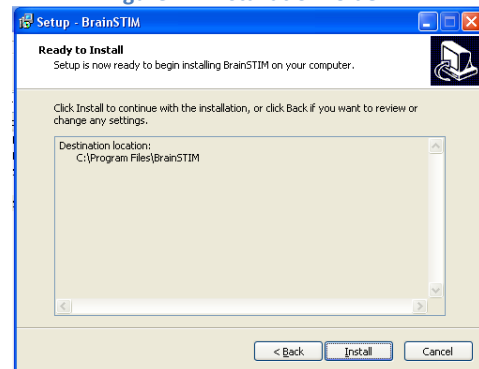 Setup - BrainSTIM
Ready to Install
Setup is now ready to begin installing BrainSTIM on your computer.
Click Install to continue with the installation, or click Back if you want to review or
change any settings.
Destination location:
C:\Program Files\BrainSTIM
< Back
Install
Cancel